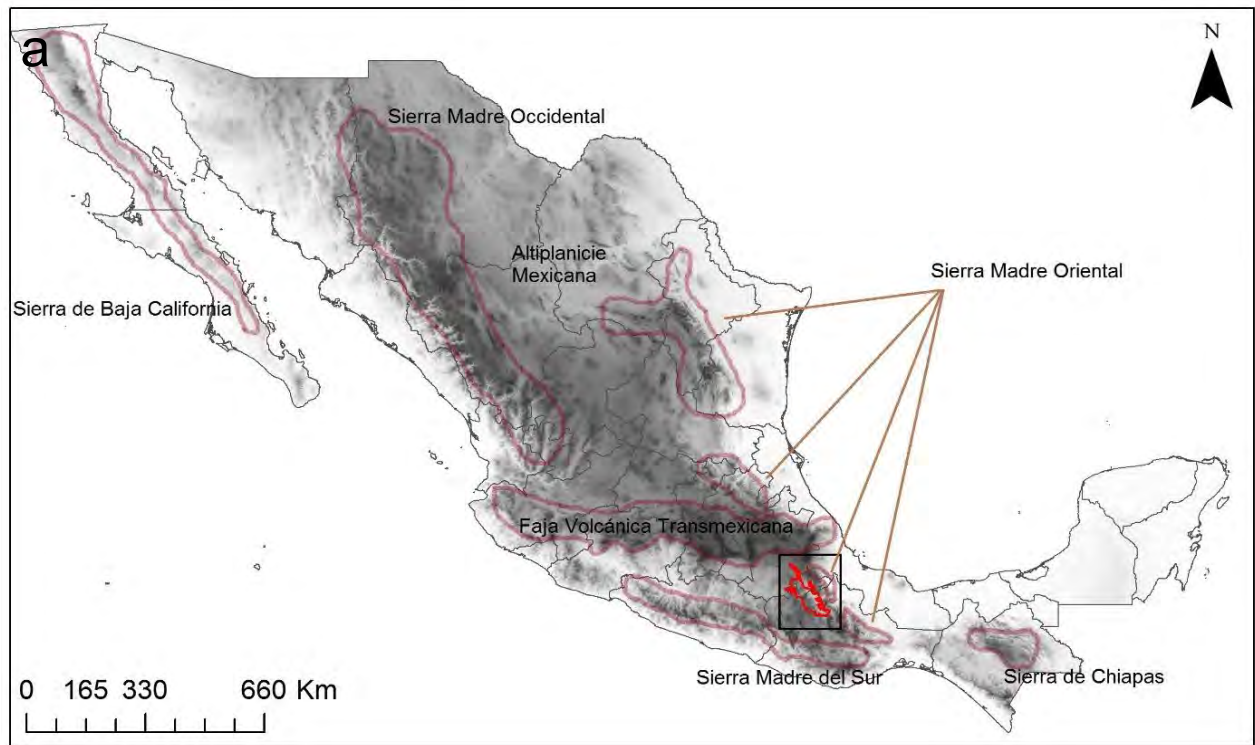 a
N
Sierra Madre Occidental
Altiplanicie
Mexicana
Sierra Madre Oriental
Sierra de Baja California
Faja Volcánica Transmexicana
Sierra Madre del Sur
Sierra de Chiapas
0 165 330 660 Km